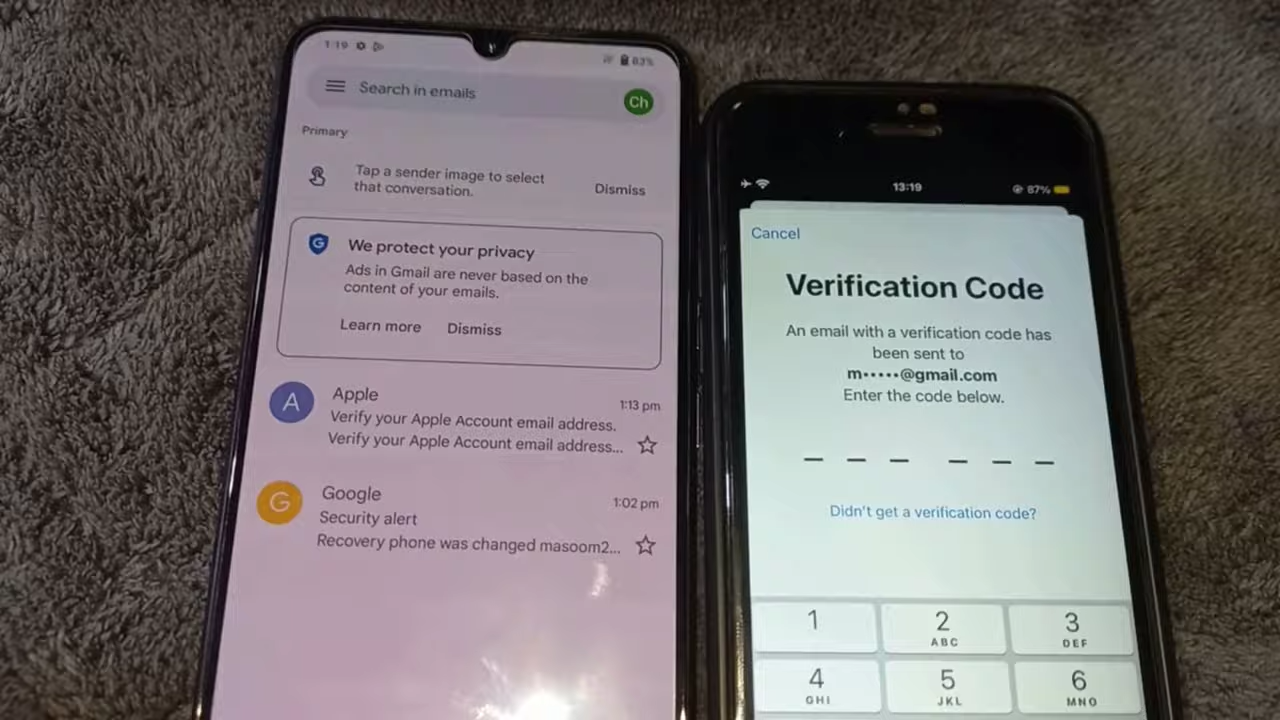 1:19
83%
Search in emails
Ch
Primary
Tap a sender image to select
that conversation.
Dismiss
G
We protect your privacy
Ads in Gmail are never based on the
content of your emails.
Learn more Dismiss
A
Apple
1:13 pm
Verify your Apple Account email address.
Verify your Apple Account email address...
G
Google
1:02 pm
Security alert
Recovery phone was changed masoom2...
13:19
87%
Cancel
Verification Code
An email with a verification code has
been sent to
m•••••@gmail.com
Enter the code below.
Didn't get a verification code?
1
2
ABC
3
DEF
4
GHI
5
JKL
6
MNO